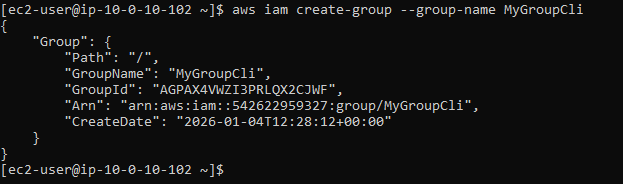 [ec2-user@ip-10-0-10-102 ~]$ aws iam create-group --group-name MyGroupCli
{
    "Group": {
        "Path": "/",
        "GroupName": "MyGroupCli",
        "GroupId": "AGPAX4VWZI3PRLQX2CJWF",
        "Arn": "arn:aws:iam::542622959327:group/MyGroupCli",
        "CreateDate": "2026-01-04T12:28:12+00:00"
    }
}
[ec2-user@ip-10-0-10-102 ~]$